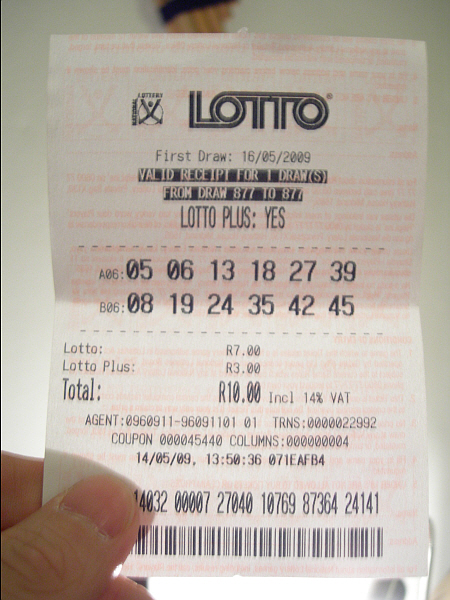 NATIONAL LOTTERY
LOTTO
First Draw: 16/05/2009
VALID RECEIPT FOR 1 DRAW(S)
FROM DRAW 877 TO 877
LOTTO PLUS: YES
A06:05 06 13 18 27 39
B06:08 19 24 35 42 45
Lotto: R7.00
Lotto Plus: R3.00
Total: R10.00 Incl 14% VAT
AGENT:0960911-96091101 01 TRNS:0000022992
COUPON 000045440 COLUMNS:000000004
14/05/09, 13:50:36 071EAFB4
14032 00007 27040 10769 87364 24141